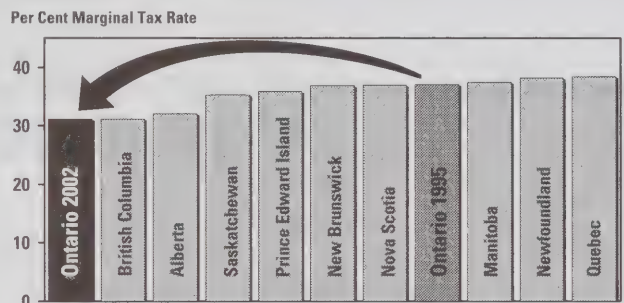 Per Cent Marginal Tax Rate
40
30
20
10
0
Ontario 2002
British Columbia
Alberta
Saskatchewan
Prince Edward Island
New Brunswick
Nova Scotia
Ontario 1995
Manitoba
Newfoundland
Quebec